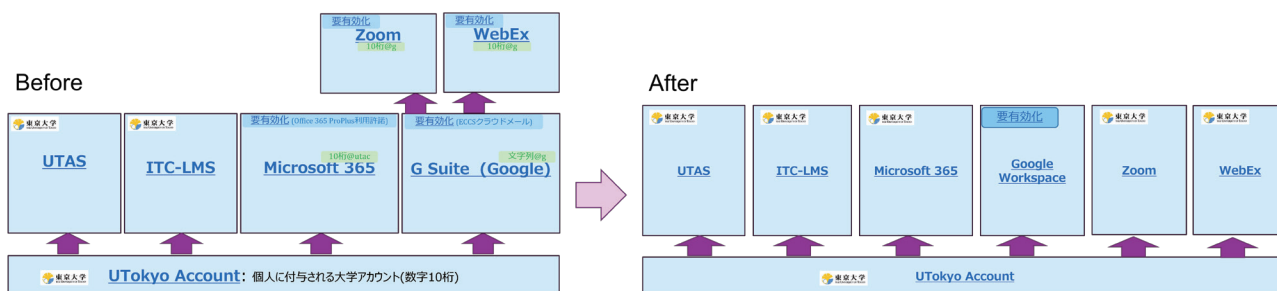 Before
要有効化
Zoom
10桁@g
要有効化
WebEx
10桁@g
東京大学
UTAS
東京大学
ITC-LMS
要有効化 (Office 365 ProPlus利用許諾)
10桁@utac
Microsoft 365
要有効化 (ECCSクラウドメール)
文字列@g
G Suite (Google)
東京大学
UTokyo Account: 個人に付与される大学アカウント(数字10桁)
After
東京大学
UTAS
東京大学
ITC-LMS
東京大学
Microsoft 365
要有効化
Google
Workspace
東京大学
Zoom
東京大学
WebEx
東京大学
UTokyo Account